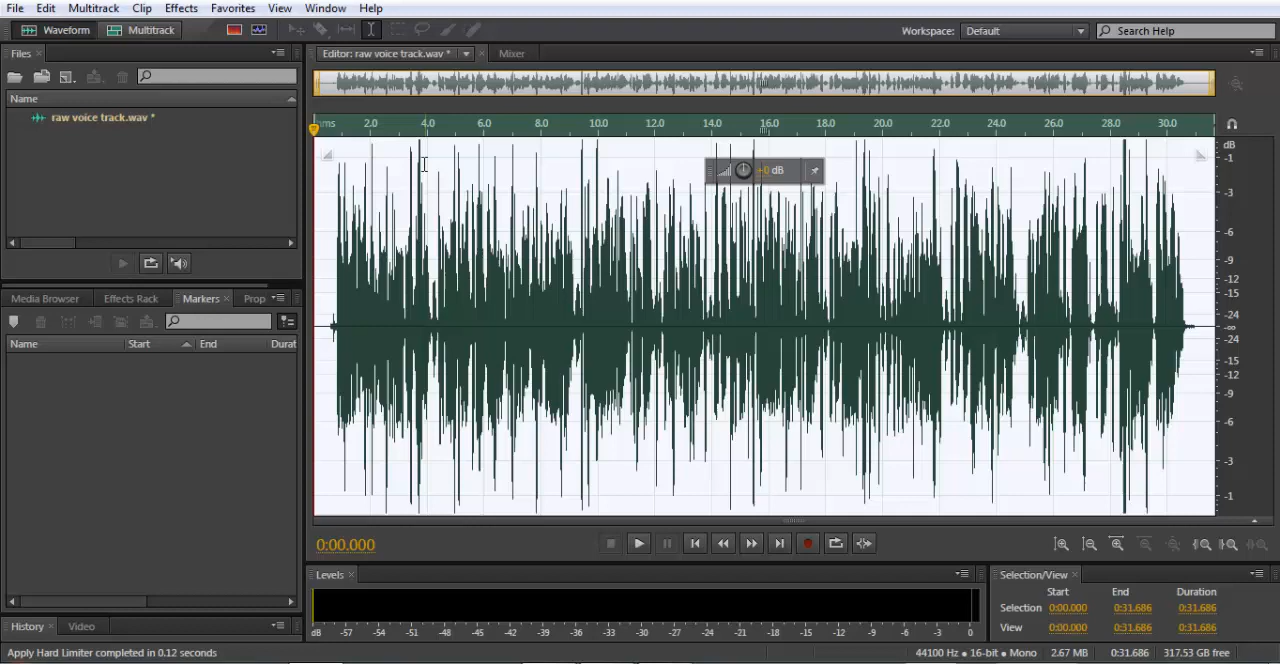 File Edit Multitrack Clip Effects Favorites View Window Help
Waveform Multitrack Workspace: Default Search Help
Files × Editor: raw voice track.wav * × Mixer
Name
raw voice track.wav *
hms 2.0 4.0 6.0 8.0 10.0 12.0 14.0 16.0 18.0 20.0 22.0 24.0 26.0 28.0 30.0
dB
-1
+0 dB
-3
-6
-9
-12
-15
-24
-∞
-24
-15
-12
-9
-6
-3
-1
Media Browser Effects Rack Markers × Prop
Name Start End Durat
0:00.000
Levels × Selection/View ×
Start End Duration
Selection 0:00.000 0:31.686 0:31.686
View 0:00.000 0:31.686 0:31.686
dB -57 -54 -51 -48 -45 -42 -39 -36 -33 -30 -27 -24 -21 -18 -15 -12 -9 -6 -3 0
History × Video
Apply Hard Limiter completed in 0.12 seconds 44100 Hz ● 16-bit ● Mono 2.67 MB 0:31.686 317.53 GB free